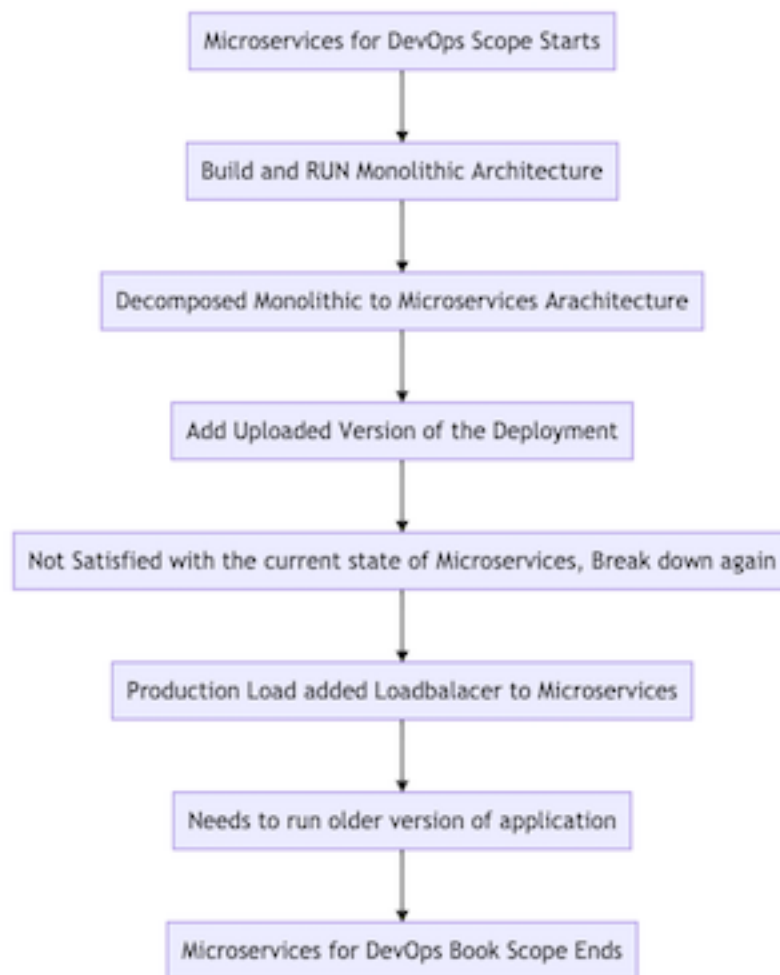 Microservices for DevOps Scope Starts
Build and RUN Monolithic Architecture
Decomposed Monolithic to Microservices Arachitecture
Add Uploaded Version of the Deployment
Not Satisfied with the current state of Microservices, Break down again
Production Load added Loadbalacer to Microservices
Needs to run older version of application
Microservices for DevOps Book Scope Ends